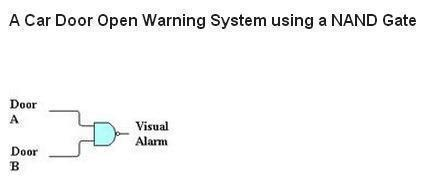 A Car Door Open Warning System using a NAND Gate
Door
A
Visual
Alarm
Door
B